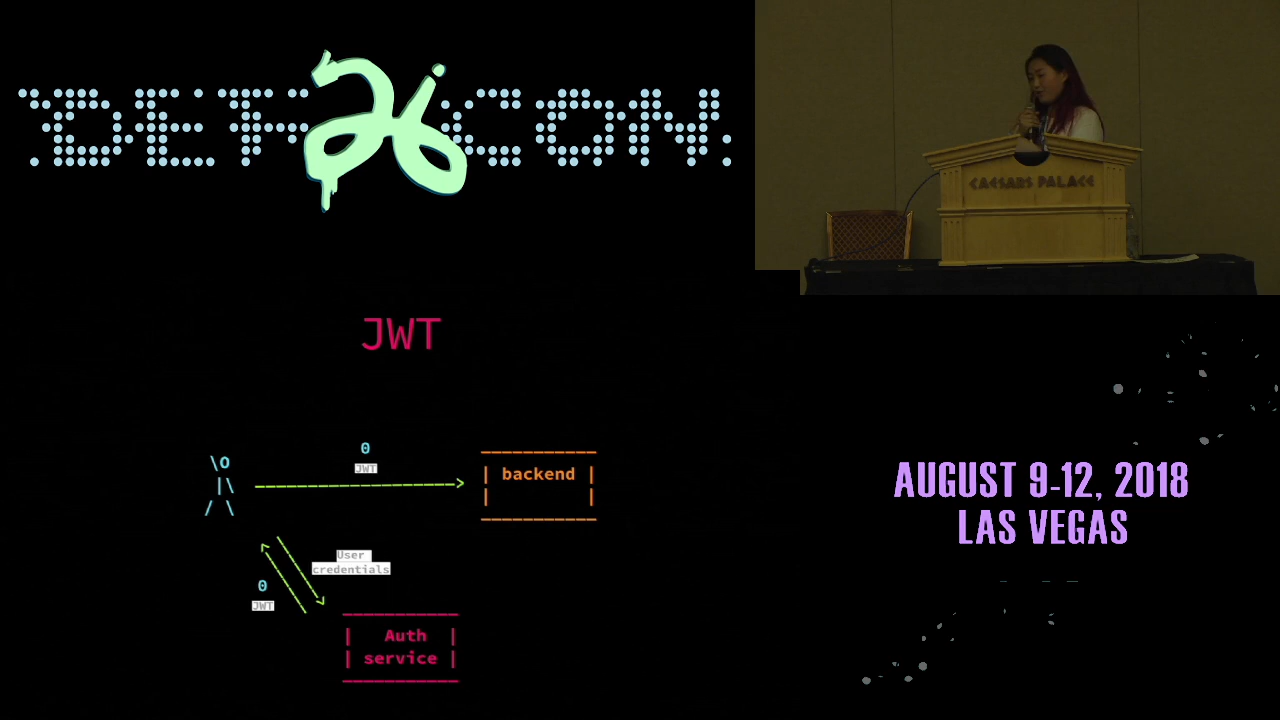 DEF 26 CON
CAESARS PALACE
JWT
0
JWT
\O
|\
/ \
backend
User
credentials
0
JWT
Auth
service
AUGUST 9-12, 2018
LAS VEGAS